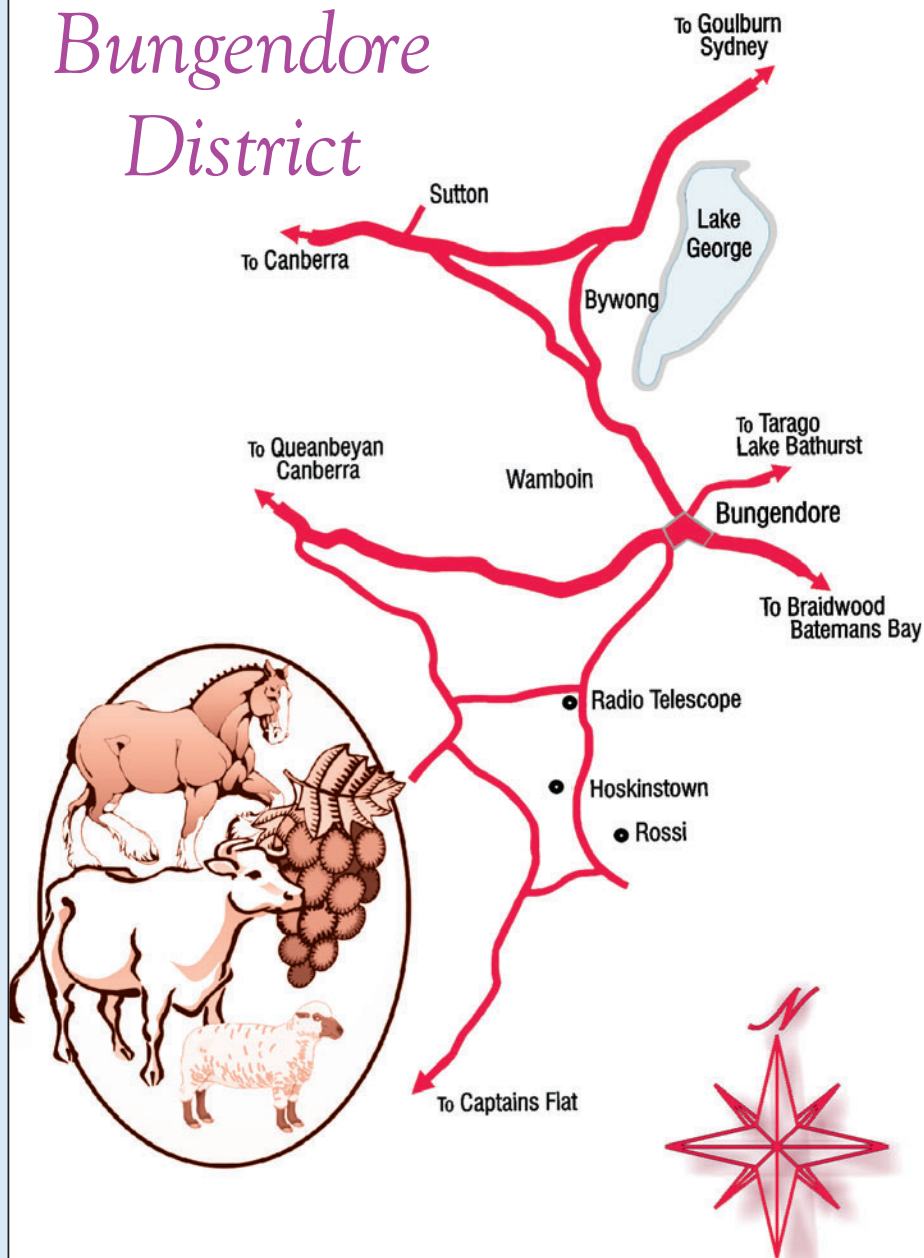 Bungendore
District
To Goulburn
Sydney
Sutton
Lake
George
To Canberra
Bywong
To Tarago
Lake Bathurst
To Queanbeyan
Canberra
Wamboin
Bungendore
To Braidwood
Batemans Bay
Radio Telescope
Hoskinstown
Rossi
N
To Captains Flat